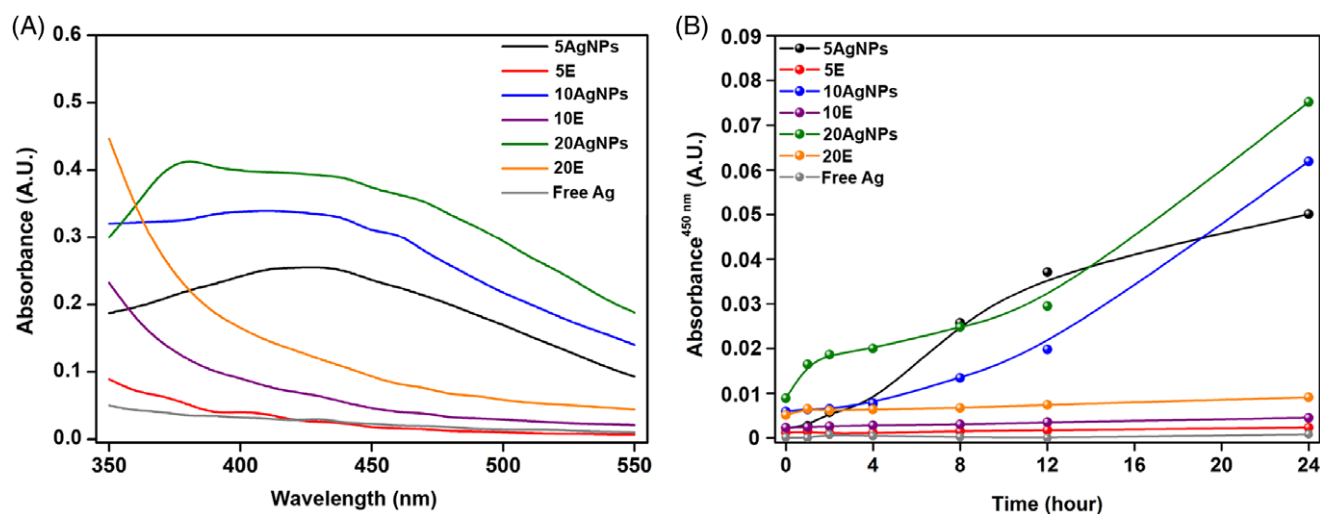 (A)
0.6
0.5
0.4
0.3
0.2
0.1
0.0
Absorbance (A.U.)
350
400
450
500
550
Wavelength (nm)
5AgNPs
5E
10AgNPs
10E
20AgNPs
20E
Free Ag
(B)
0.09
0.08
0.07
0.06
0.05
0.04
0.03
0.02
0.01
0
Absorbance450 nm (A.U.)
0
4
8
12
16
20
24
Time (hour)
5AgNPs
5E
10AgNPs
10E
20AgNPs
20E
Free Ag